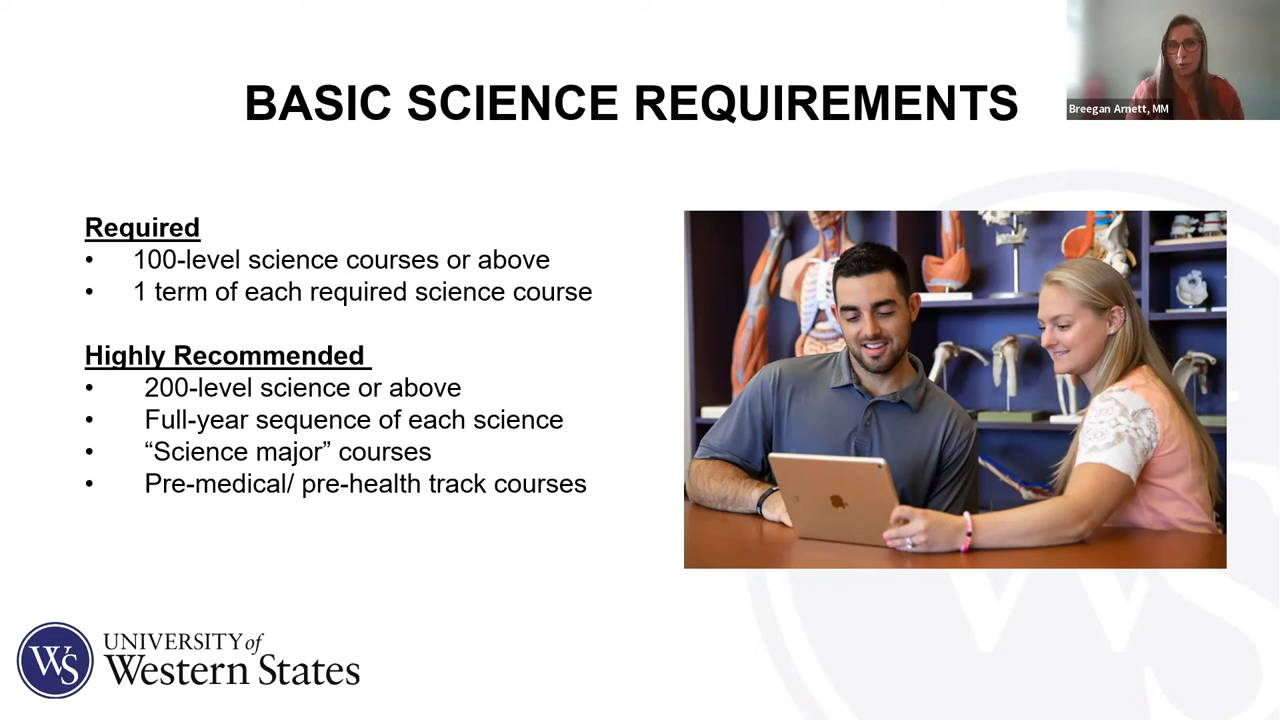 Breegan Arnett, MM
BASIC SCIENCE REQUIREMENTS
Required
• 100-level science courses or above
• 1 term of each required science course
Highly Recommended
• 200-level science or above
• Full-year sequence of each science
• “Science major” courses
• Pre-medical/ pre-health track courses
WS
UNIVERSITY of
Western States
WS